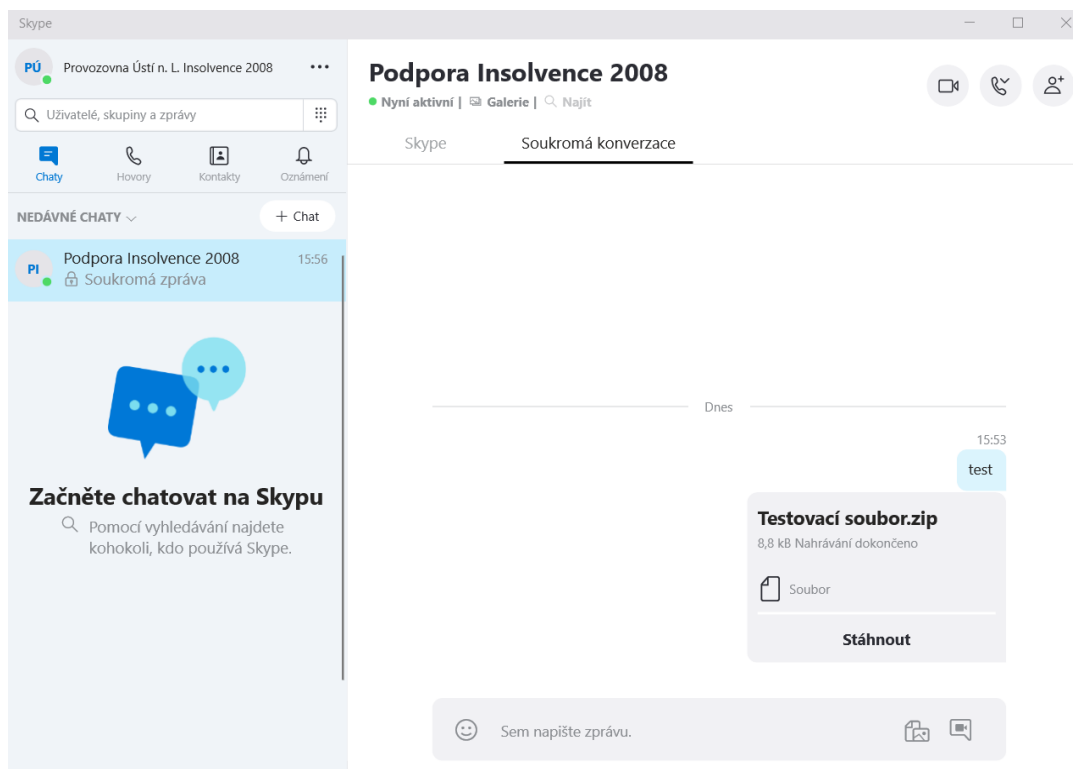 Skype
PÚ
Provozovna Ústí n. L. Insolvence 2008
Uživatelé, skupiny a zprávy
Chaty
Hovory
Kontakty
Oznámení
NEDÁVNÉ CHATY
+ Chat
PI
Podpora Insolvence 2008
15:56
Soukromá zpráva
Začněte chatovat na Skypu
Pomocí vyhledávání najdete
kohokoli, kdo používá Skype.
Podpora Insolvence 2008
Nyní aktivní | Galerie | Najít
Skype
Soukromá konverzace
Dnes
15:53
test
Testovací soubor.zip
8,8 kB Nahrávání dokončeno
Soubor
Stáhnout
Sem napište zprávu.